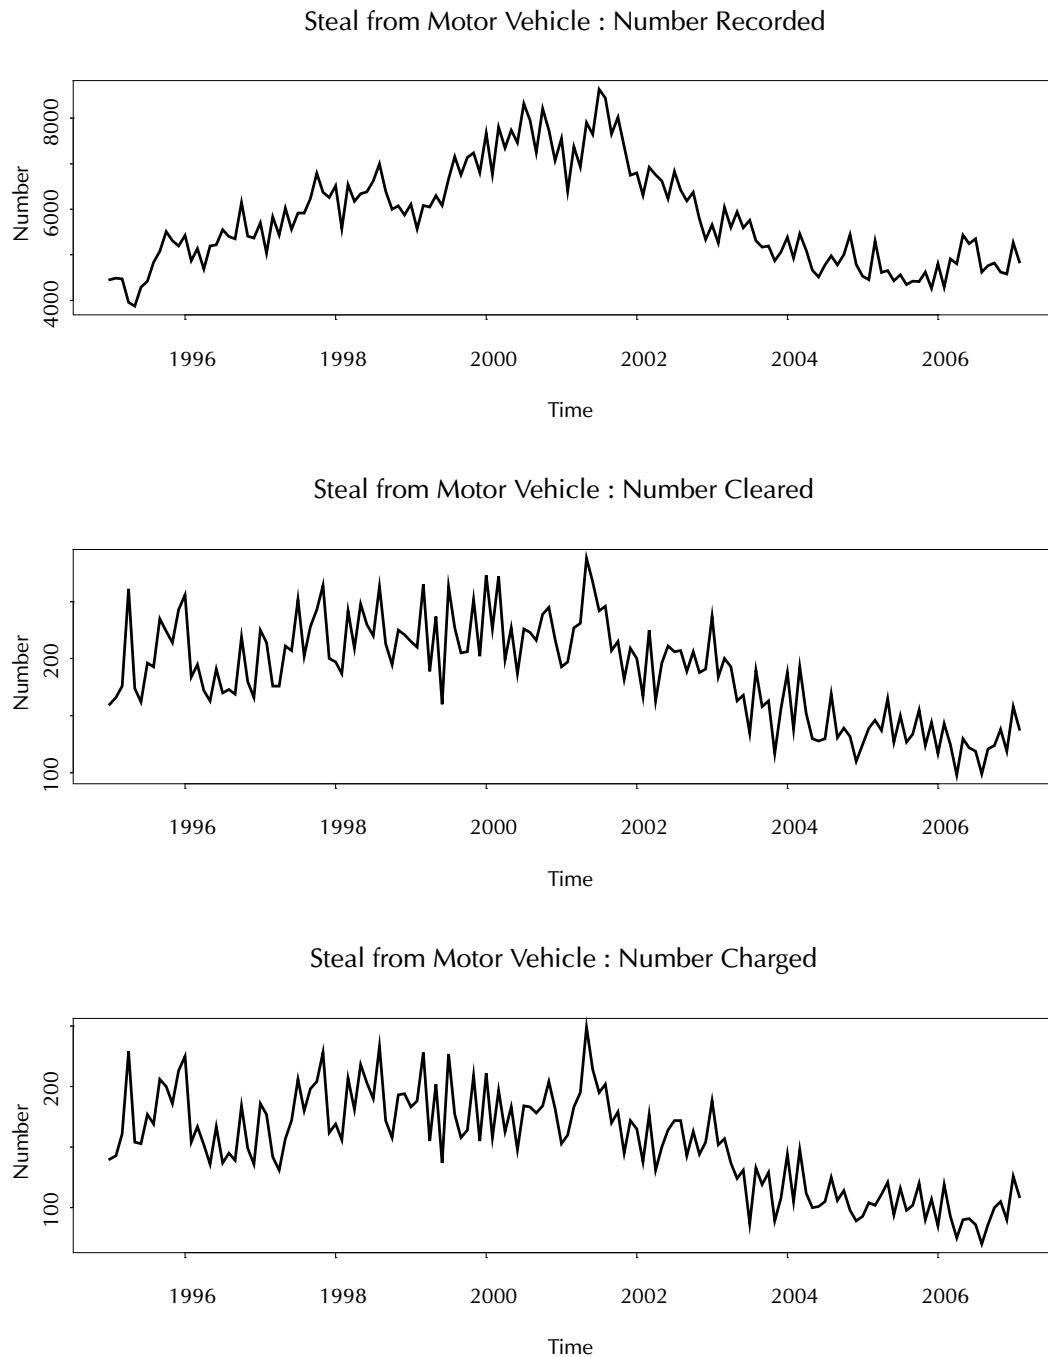 Steal from Motor Vehicle : Number Recorded
Number
8000
6000
4000
1996 1998 2000 2002 2004 2006
Time
Steal from Motor Vehicle : Number Cleared
Number
200
100
1996 1998 2000 2002 2004 2006
Time
Steal from Motor Vehicle : Number Charged
Number
200
100
1996 1998 2000 2002 2004 2006
Time